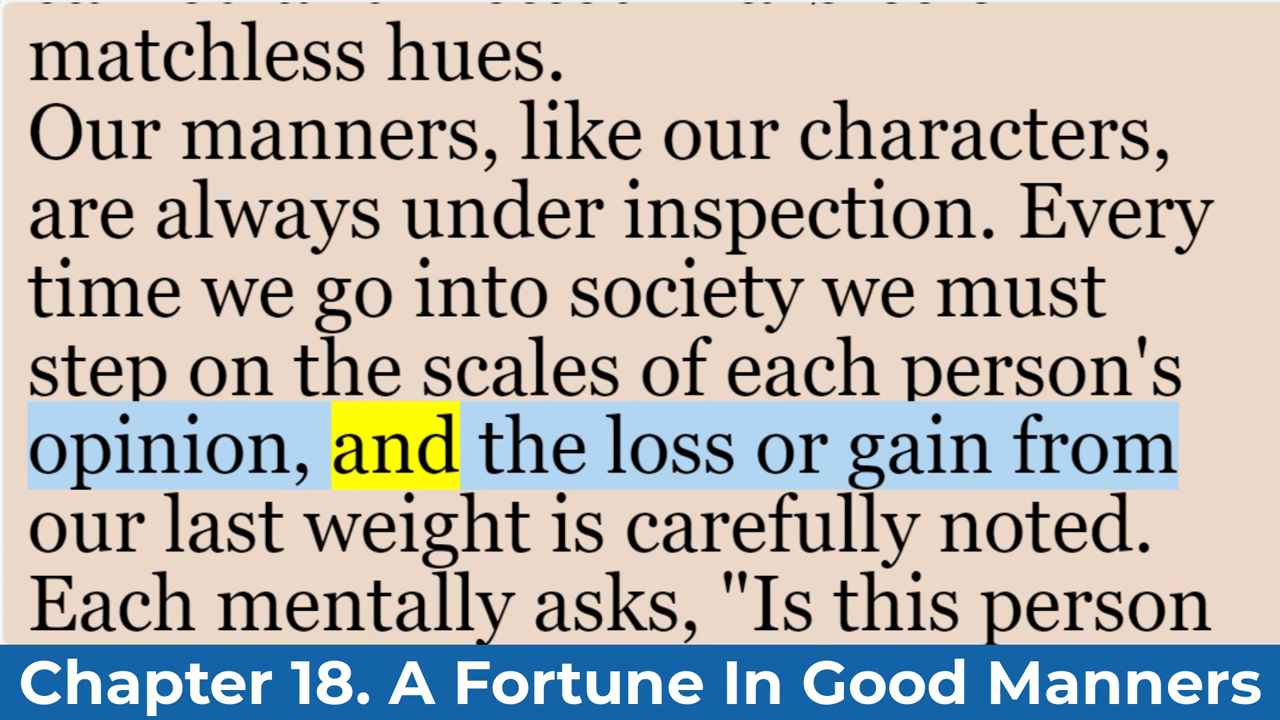 matchless hues.
Our manners, like our characters,
are always under inspection. Every
time we go into society we must
step on the scales of each person's
opinion, and the loss or gain from
our last weight is carefully noted.
Each mentally asks, "Is this person
Chapter 18. A Fortune In Good Manners